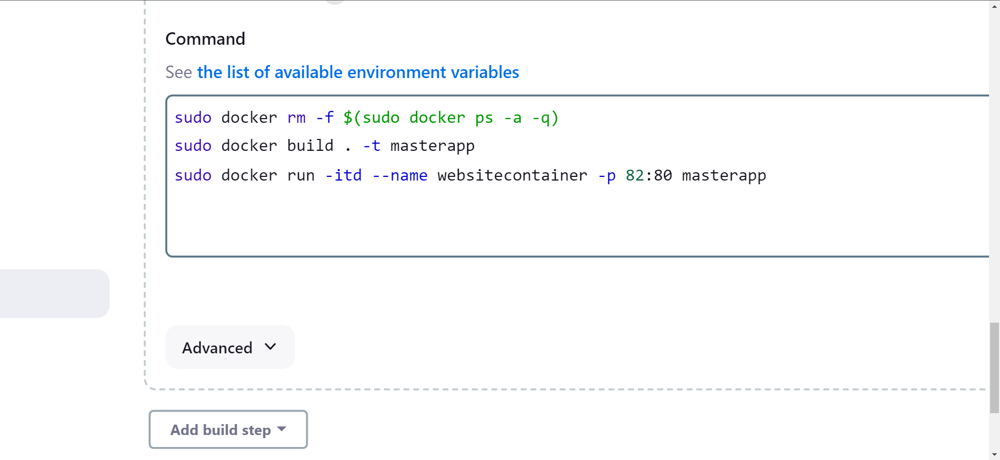 Command
See the list of available environment variables
sudo docker rm -f $(sudo docker ps -a -q)
sudo docker build . -t masterapp
sudo docker run -itd --name websitecontainer -p 82:80 masterapp
Advanced
Add build step